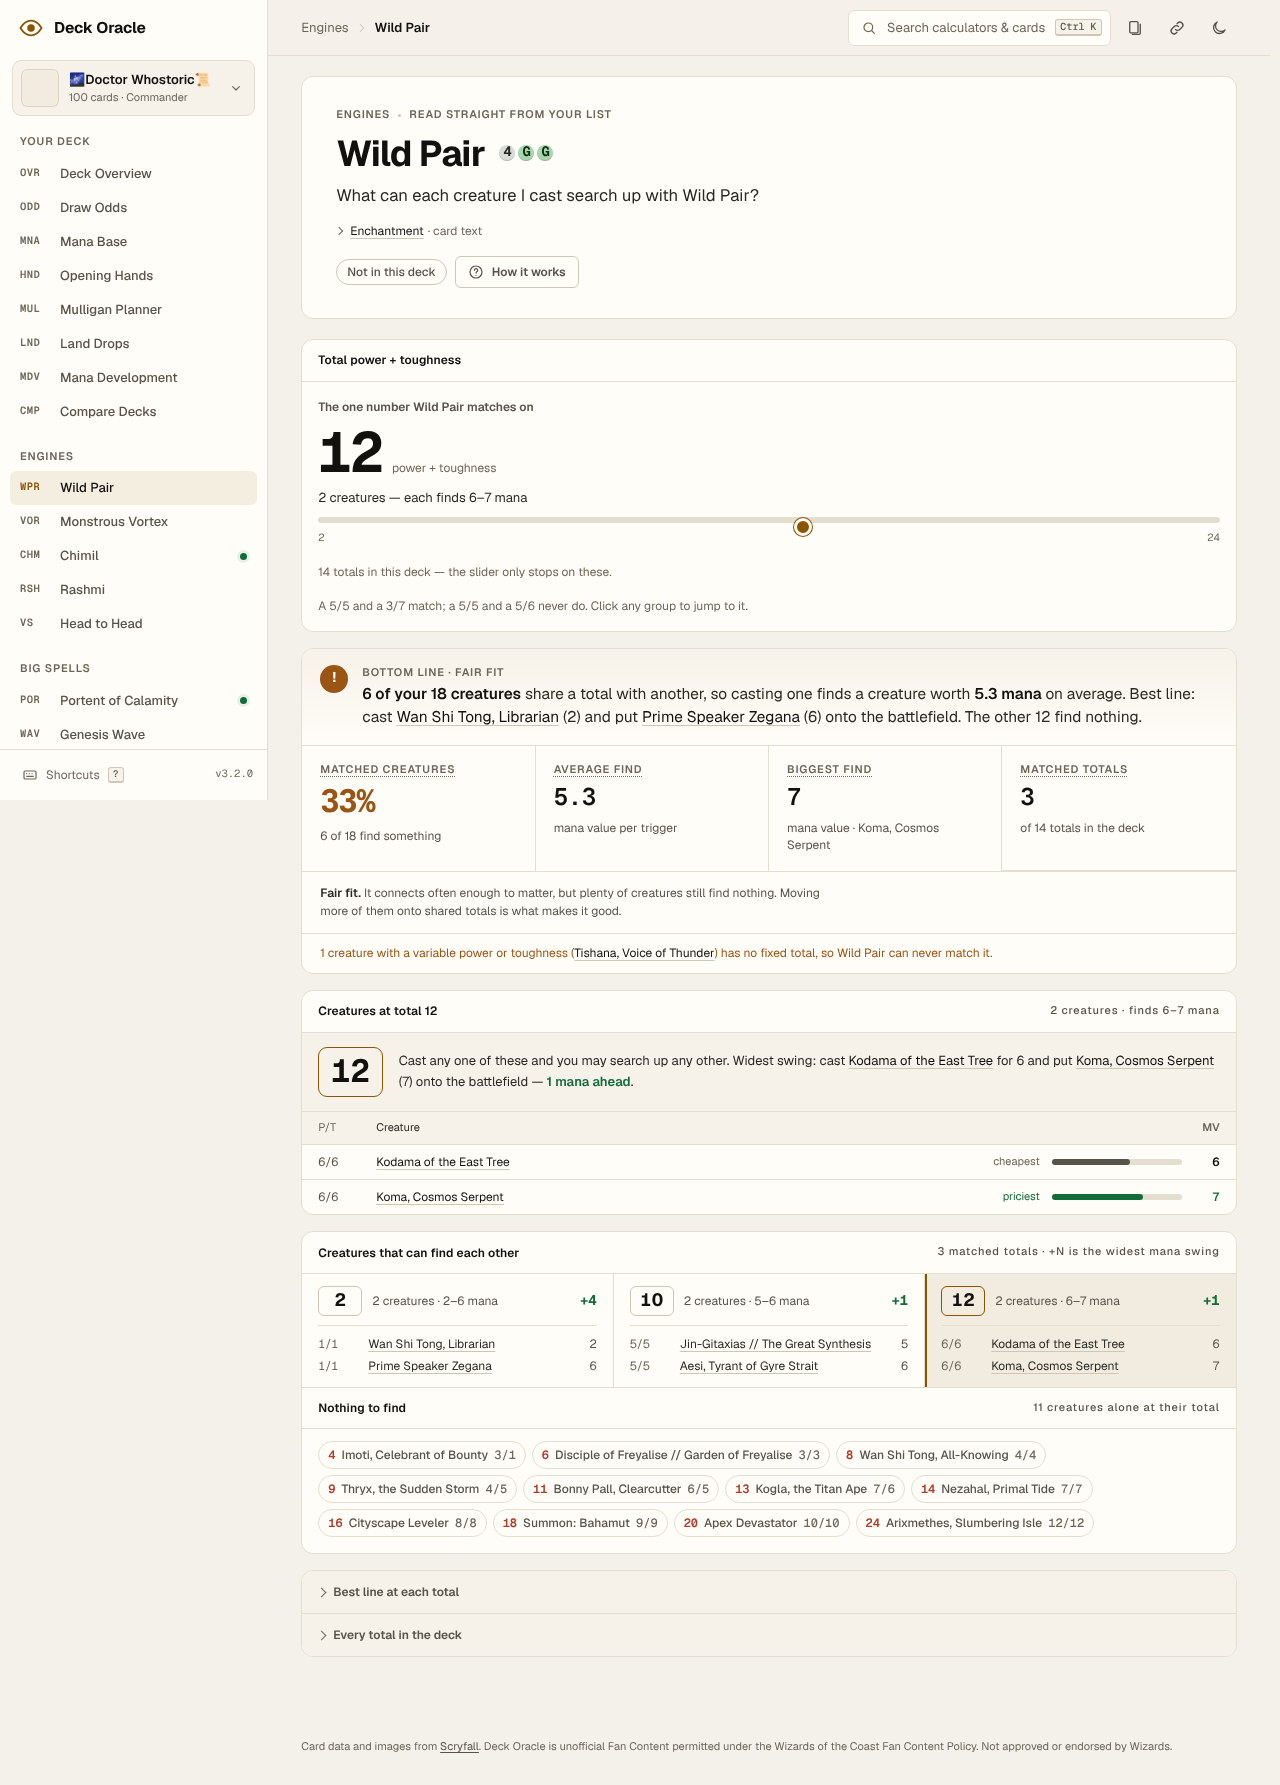 Deck Oracle
Engines > Wild Pair
Search calculators & cards Ctrl K
🌌Doctor Whostoric📜
100 cards · Commander
YOUR DECK
OVR Deck Overview
ODD Draw Odds
MNA Mana Base
HND Opening Hands
MUL Mulligan Planner
LND Land Drops
MDV Mana Development
CMP Compare Decks
ENGINES
WPR Wild Pair
VOR Monstrous Vortex
CHM Chimil
RSH Rashmi
VS Head to Head
BIG SPELLS
POR Portent of Calamity
WAV Genesis Wave
Shortcuts ? v3.2.0
ENGINES • READ STRAIGHT FROM YOUR LIST
Wild Pair 4 G G
What can each creature I cast search up with Wild Pair?
Enchantment · card text
Not in this deck
How it works
Total power + toughness
The one number Wild Pair matches on
12 power + toughness
2 creatures — each finds 6–7 mana
2 24
14 totals in this deck — the slider only stops on these.
A 5/5 and a 3/7 match; a 5/5 and a 5/6 never do. Click any group to jump to it.
! BOTTOM LINE · FAIR FIT
6 of your 18 creatures share a total with another, so casting one finds a creature worth 5.3 mana on average. Best line:
cast Wan Shi Tong, Librarian (2) and put Prime Speaker Zegana (6) onto the battlefield. The other 12 find nothing.
MATCHED CREATURES
33%
6 of 18 find something
AVERAGE FIND
5.3
mana value per trigger
BIGGEST FIND
7
mana value · Koma, Cosmos
Serpent
MATCHED TOTALS
3
of 14 totals in the deck
Fair fit. It connects often enough to matter, but plenty of creatures still find nothing. Moving
more of them onto shared totals is what makes it good.
1 creature with a variable power or toughness (Tishana, Voice of Thunder) has no fixed total, so Wild Pair can never match it.
Creatures at total 12 2 creatures · finds 6–7 mana
12
Cast any one of these and you may search up any other. Widest swing: cast Kodama of the East Tree for 6 and put Koma, Cosmos Serpent
(7) onto the battlefield — 1 mana ahead.
P/T Creature MV
6/6 Kodama of the East Tree cheapest 6
6/6 Koma, Cosmos Serpent priciest 7
Creatures that can find each other 3 matched totals · +N is the widest mana swing
2 2 creatures · 2–6 mana +4
1/1 Wan Shi Tong, Librarian 2
1/1 Prime Speaker Zegana 6
10 2 creatures · 5–6 mana +1
5/5 Jin-Gitaxias // The Great Synthesis 5
5/5 Aesi, Tyrant of Gyre Strait 6
12 2 creatures · 6–7 mana +1
6/6 Kodama of the East Tree 6
6/6 Koma, Cosmos Serpent 7
Nothing to find 11 creatures alone at their total
4 Imoti, Celebrant of Bounty 3/1
6 Disciple of Freyalise // Garden of Freyalise 3/3
8 Wan Shi Tong, All-Knowing 4/4
9 Thryx, the Sudden Storm 4/5
11 Bonny Pall, Clearcutter 6/5
13 Kogla, the Titan Ape 7/6
14 Nezahal, Primal Tide 7/7
16 Cityscape Leveler 8/8
18 Summon: Bahamut 9/9
20 Apex Devastator 10/10
24 Arixmethes, Slumbering Isle 12/12
Best line at each total
Every total in the deck
Card data and images from Scryfall. Deck Oracle is unofficial Fan Content permitted under the Wizards of the Coast Fan Content Policy. Not approved or endorsed by Wizards.